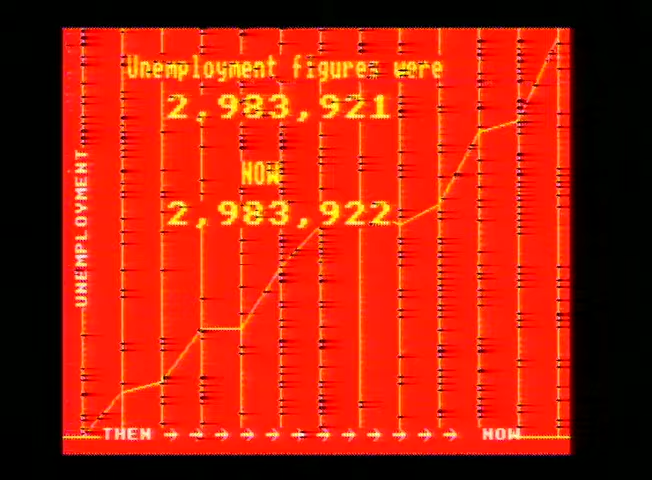 Unemployment figures were
2,983,921
NOW
2,983,922
UNEMPLOYMENT
THEN → → → → → → → → → → → → NOW